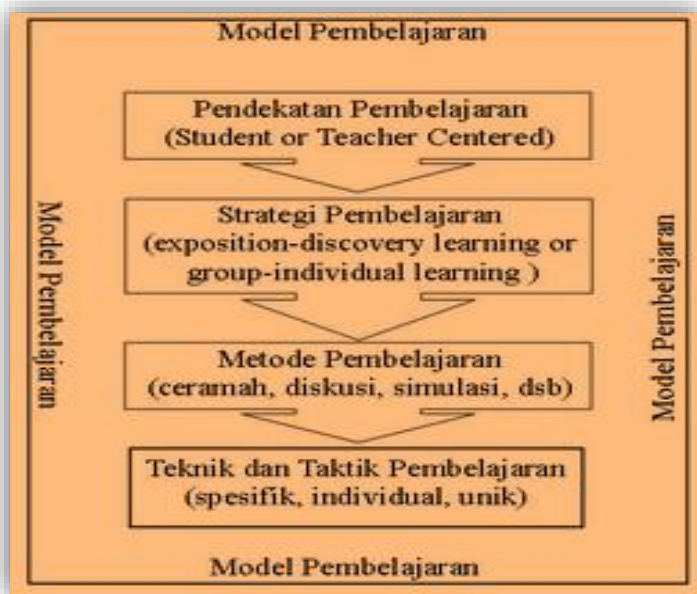 Model Pembelajaran
Pendekatan Pembelajaran
(Student or Teacher Centered)
Strategi Pembelajaran
(exposition-discovery learning or
group-individual learning )
Metode Pembelajaran
(ceramah, diskusi, simulasi, dsb)
Teknik dan Taktik Pembelajaran
(spesifik, individual, unik)
Model Pembelajaran
Model Pembelajaran
Model Pembelajaran